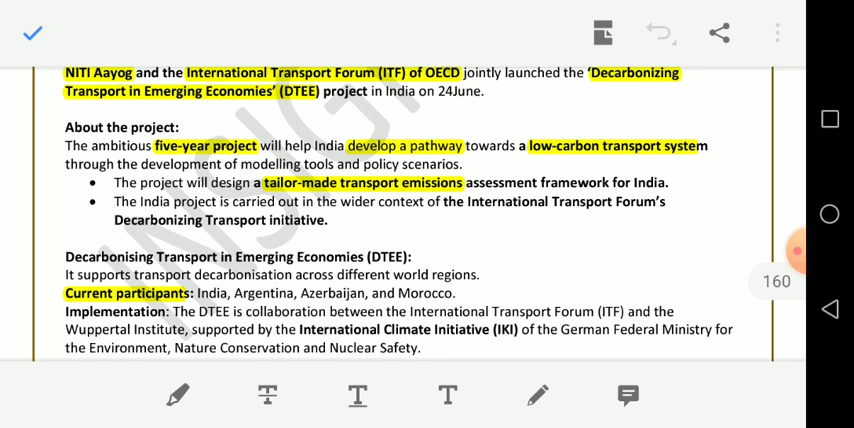 NITI Aayog and the International Transport Forum (ITF) of OECD jointly launched the ‘Decarbonizing
Transport in Emerging Economies’ (DTEE) project in India on 24June.
About the project:
The ambitious five-year project will help India develop a pathway towards a low-carbon transport system
through the development of modelling tools and policy scenarios.
• The project will design a tailor-made transport emissions assessment framework for India.
• The India project is carried out in the wider context of the International Transport Forum’s
Decarbonizing Transport initiative.
Decarbonising Transport in Emerging Economies (DTEE):
It supports transport decarbonisation across different world regions.
Current participants: India, Argentina, Azerbaijan, and Morocco.
Implementation: The DTEE is collaboration between the International Transport Forum (ITF) and the
Wuppertal Institute, supported by the International Climate Initiative (IKI) of the German Federal Ministry for
the Environment, Nature Conservation and Nuclear Safety.
160
INSIG
T T T